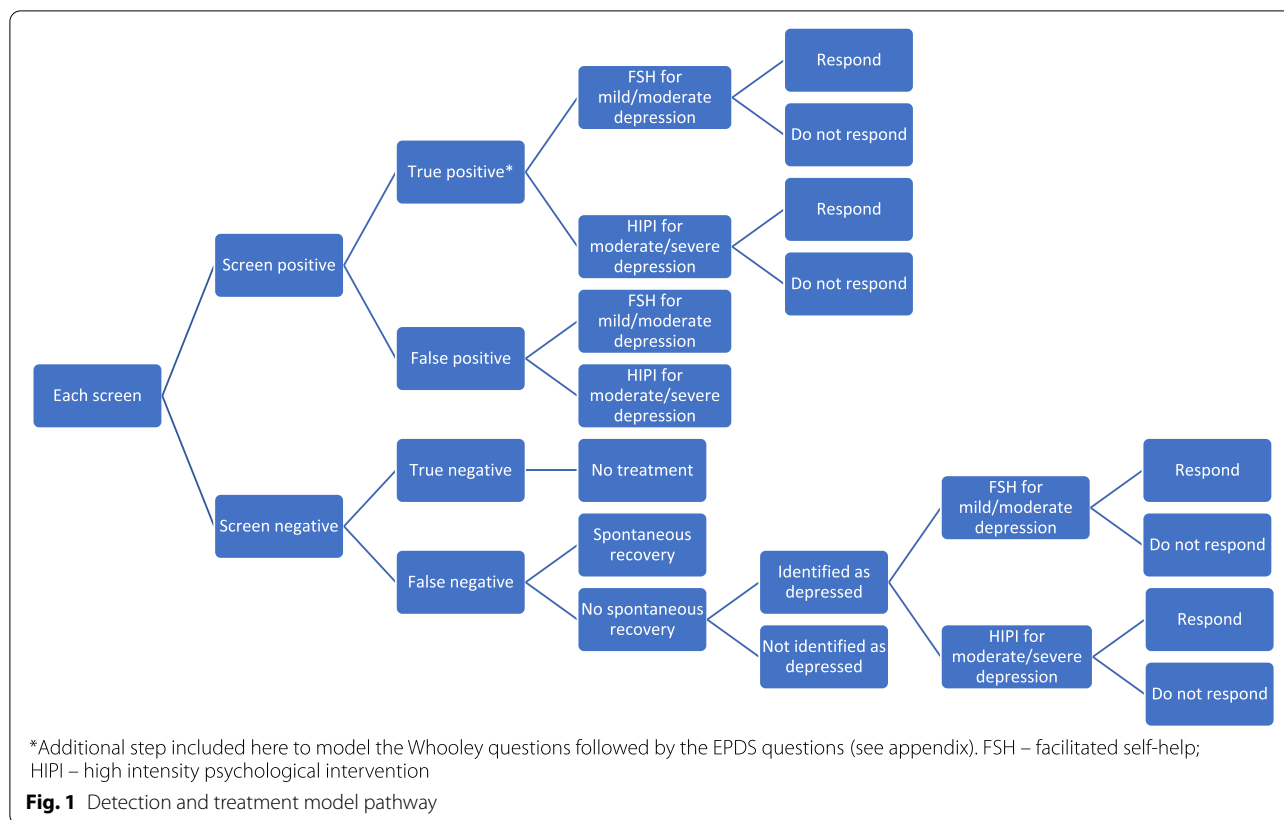 Each screen
Screen positive
Screen negative
True positive*
False positive
True negative
False negative
FSH for
mild/moderate
depression
HIPI for
moderate/severe
depression
FSH for
mild/moderate
depression
HIPI for
moderate/severe
depression
No treatment
Spontaneous
recovery
No spontaneous
recovery
Respond
Do not respond
Respond
Do not respond
Identified as
depressed
Not identified as
depressed
FSH for
mild/moderate
depression
HIPI for
moderate/severe
depression
Respond
Do not respond
Respond
Do not respond
*Additional step included here to model the Whooley questions followed by the EPDS questions (see appendix). FSH – facilitated self-help;
HIPI – high intensity psychological intervention
Fig. 1 Detection and treatment model pathway